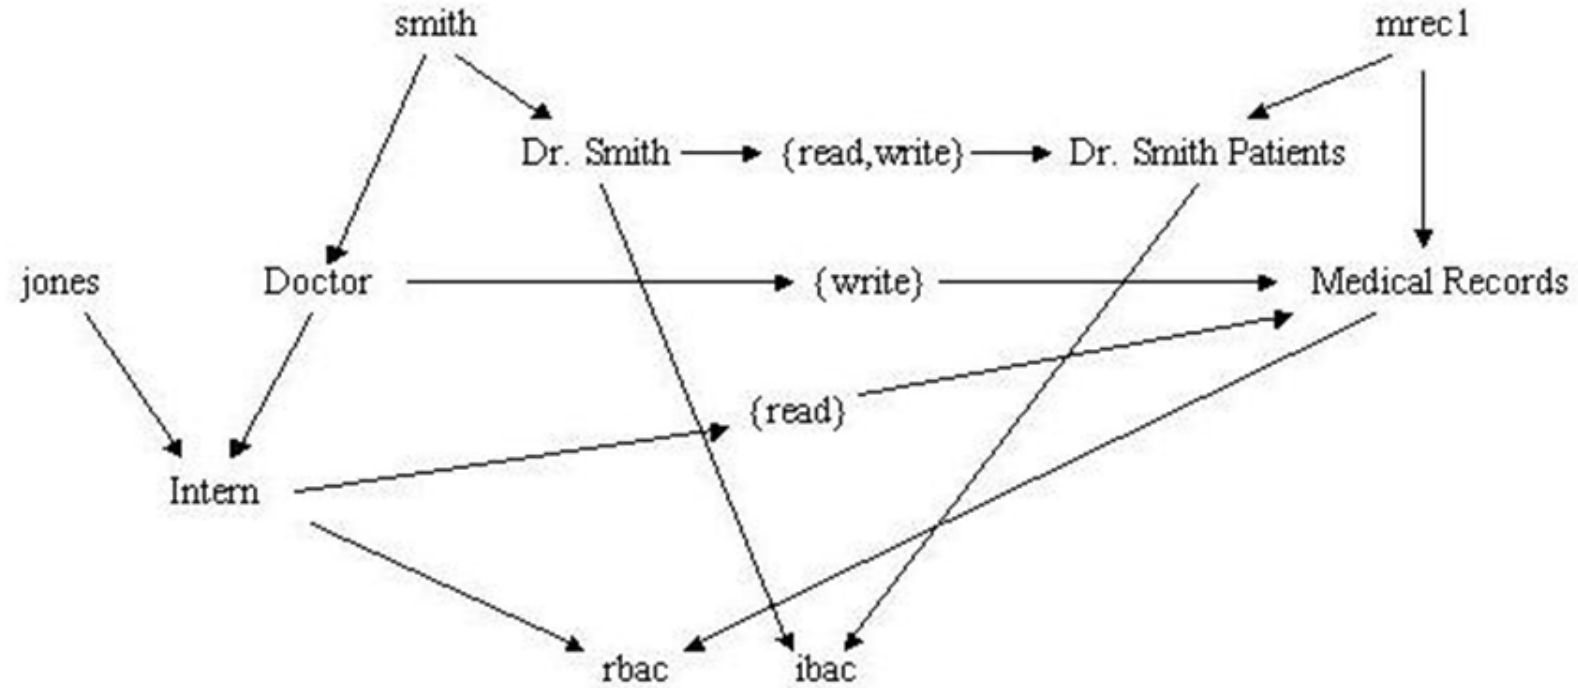 smith
mrec1
Dr. Smith
{read,write}
Dr. Smith Patients
jones
Doctor
{write}
Medical Records
{read}
Intern
rbac
ibac